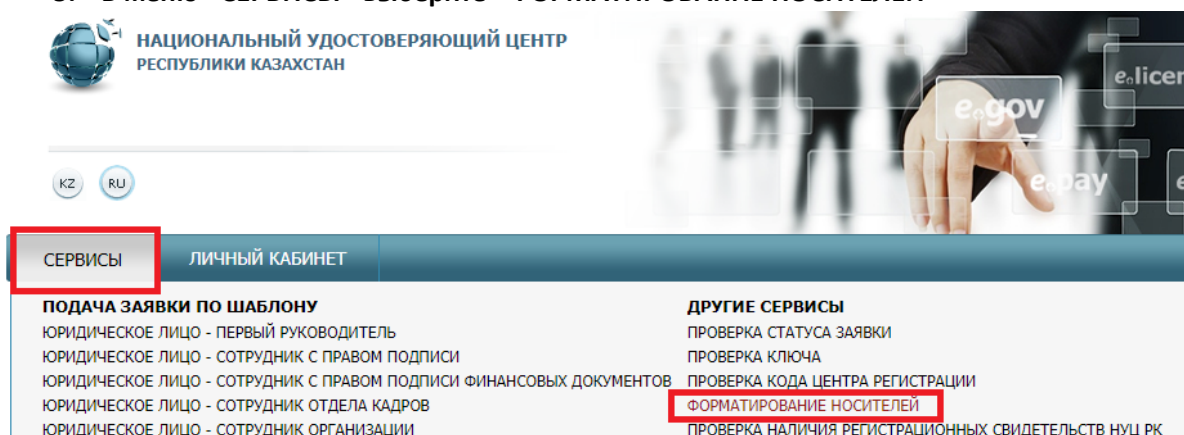 НАЦИОНАЛЬНЫЙ УДОСТОВЕРЯЮЩИЙ ЦЕНТР
РЕСПУБЛИКИ КАЗАХСТАН
e.licen
e.gov
e.pay
e
KZ RU
СЕРВИСЫ ЛИЧНЫЙ КАБИНЕТ
ПОДАЧА ЗАЯВКИ ПО ШАБЛОНУ
ЮРИДИЧЕСКОЕ ЛИЦО - ПЕРВЫЙ РУКОВОДИТЕЛЬ
ЮРИДИЧЕСКОЕ ЛИЦО - СОТРУДНИК С ПРАВОМ ПОДПИСИ
ЮРИДИЧЕСКОЕ ЛИЦО - СОТРУДНИК С ПРАВОМ ПОДПИСИ ФИНАНСОВЫХ ДОКУМЕНТОВ
ЮРИДИЧЕСКОЕ ЛИЦО - СОТРУДНИК ОТДЕЛА КАДРОВ
ЮРИДИЧЕСКОЕ ЛИЦО - СОТРУДНИК ОРГАНИЗАЦИИ
ДРУГИЕ СЕРВИСЫ
ПРОВЕРКА СТАТУСА ЗАЯВКИ
ПРОВЕРКА КЛЮЧА
ПРОВЕРКА КОДА ЦЕНТРА РЕГИСТРАЦИИ
ФОРМАТИРОВАНИЕ НОСИТЕЛЕЙ
ПРОВЕРКА НАЛИЧИЯ РЕГИСТРАЦИОННЫХ СВИДЕТЕЛЬСТВ НУЦ РК